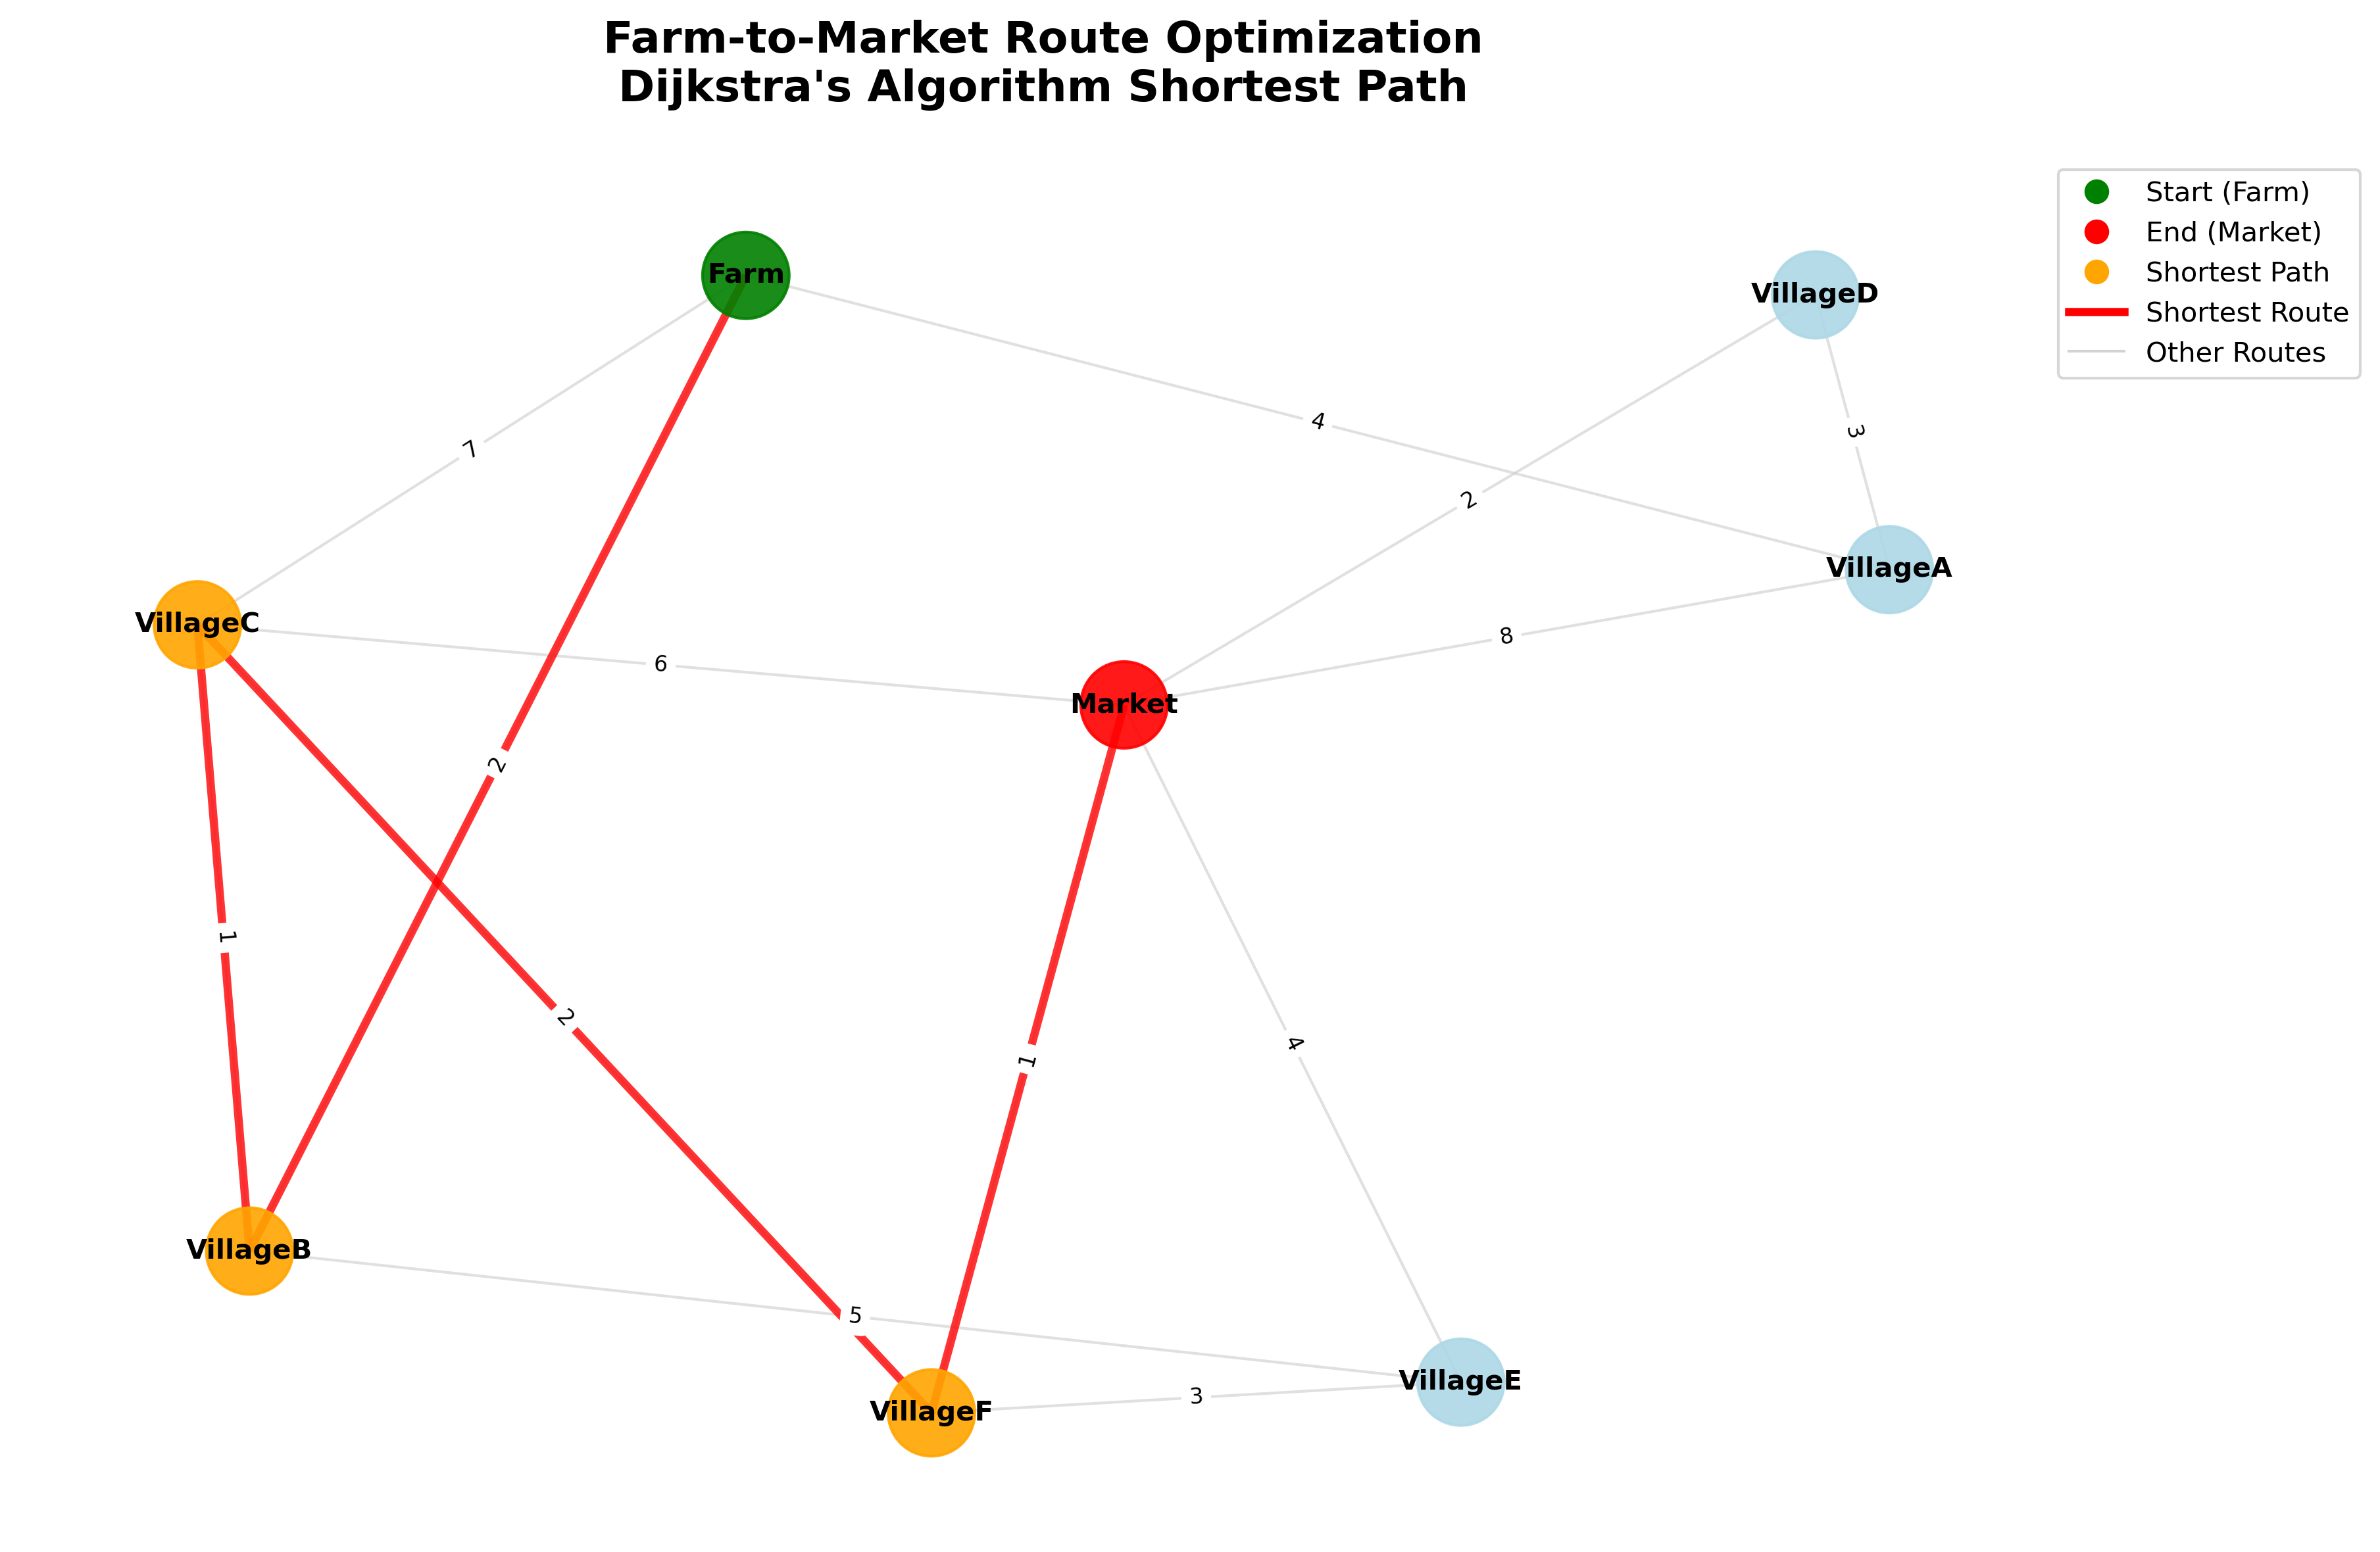 Farm-to-Market Route Optimization
Dijkstra's Algorithm Shortest Path
Start (Farm)
End (Market)
Shortest Path
Shortest Route
Other Routes
Farm
VillageD
4
3
7
2
VillageA
VillageC
8
6
Market
2
1
2
4
1
VillageB
5
VillageE
3
VillageF